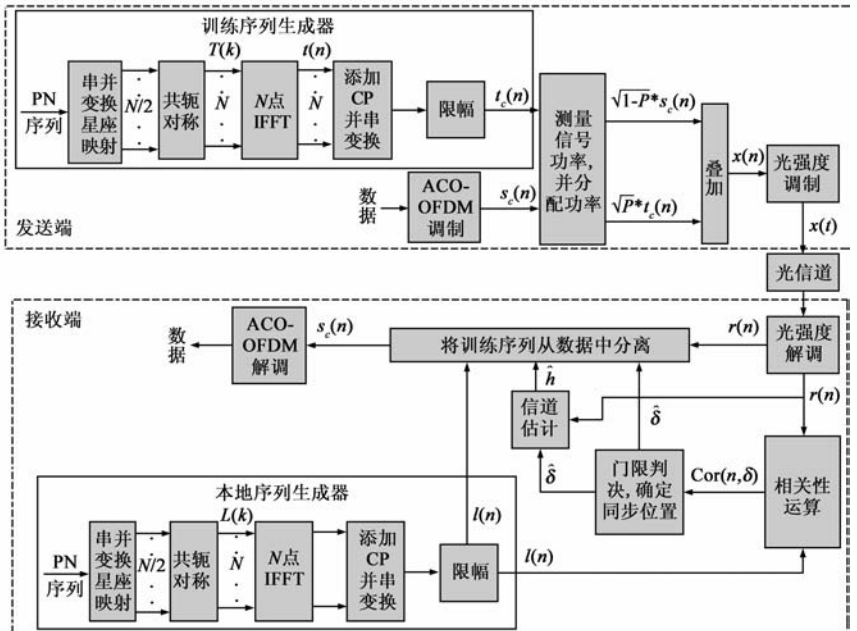 训练序列生成器
PN
序列
串并
变换
星座
映射
N/2
共轭
对称
T(k)
N
N点
IFFT
t(n)
N
添加
CP
并串
变换
限幅
t_c(n)
数据
ACO-
OFDM
调制
s_c(n)
测量
信号
功率,
并分
配功率
√1-P*s_c(n)
√P*t_c(n)
叠加
x(n)
光强度
调制
发送端
x(t)
光信道
接收端
数据
ACO-
OFDM
解调
s_c(n)
将训练序列从数据中分离
r(n)
光强度
解调
r(n)
ĥ
信道
估计
δ̂
δ̂
门限判
决,确定
同步位置
Cor(n,δ)
相关性
运算
本地序列生成器
PN
序列
串并
变换
星座
映射
N/2
共轭
对称
L(k)
N
N点
IFFT
添加
CP
并串
变换
限幅
l(n)
l(n)